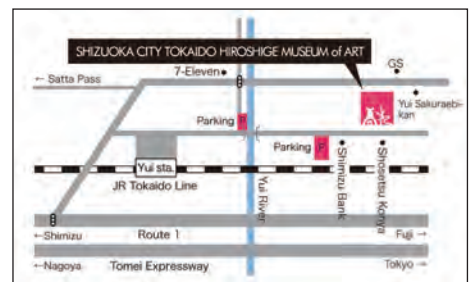 SHIZUOKA CITY TOKAIDO HIROSHIGE MUSEUM of ART
7-Eleven
GS
← Satta Pass
Yui Sakuraebi-
kan
Parking P
Parking P
Yui sta.
JR Tokaido Line
Yui River
Shimizu Bank
Shosetsu Konya
←Shimizu
Route 1
Fuji →
←Nagoya
Tomei Expressway
Tokyo→